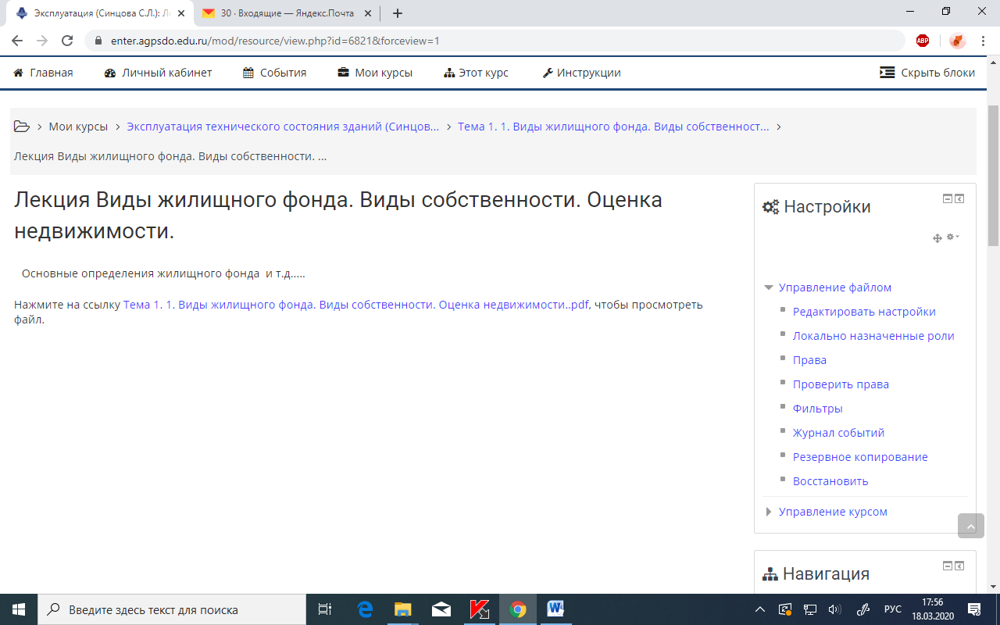 Эксплуатация (Синцова С.Л.): Л
30 · Входящие — Яндекс.Почта
enter.agpsdo.edu.ru/mod/resource/view.php?id=6821&forceview=1
ABP
Главная
Личный кабинет
События
Мои курсы
Этот курс
Инструкции
Скрыть блоки
Мои курсы
Эксплуатация технического состояния зданий (Синцов...
Тема 1. 1. Виды жилищного фонда. Виды собственност...
Лекция Виды жилищного фонда. Виды собственности. ...
Лекция Виды жилищного фонда. Виды собственности. Оценка
недвижимости.
Основные определения жилищного фонда  и т.д.....
Нажмите на ссылку Тема 1. 1. Виды жилищного фонда. Виды собственности. Оценка недвижимости..pdf, чтобы просмотреть
файл.
Настройки
Управление файлом
Редактировать настройки
Локально назначенные роли
Права
Проверить права
Фильтры
Журнал событий
Резервное копирование
Восстановить
Управление курсом
Навигация
Введите здесь текст для поиска
РУС
17:56
18.03.2020